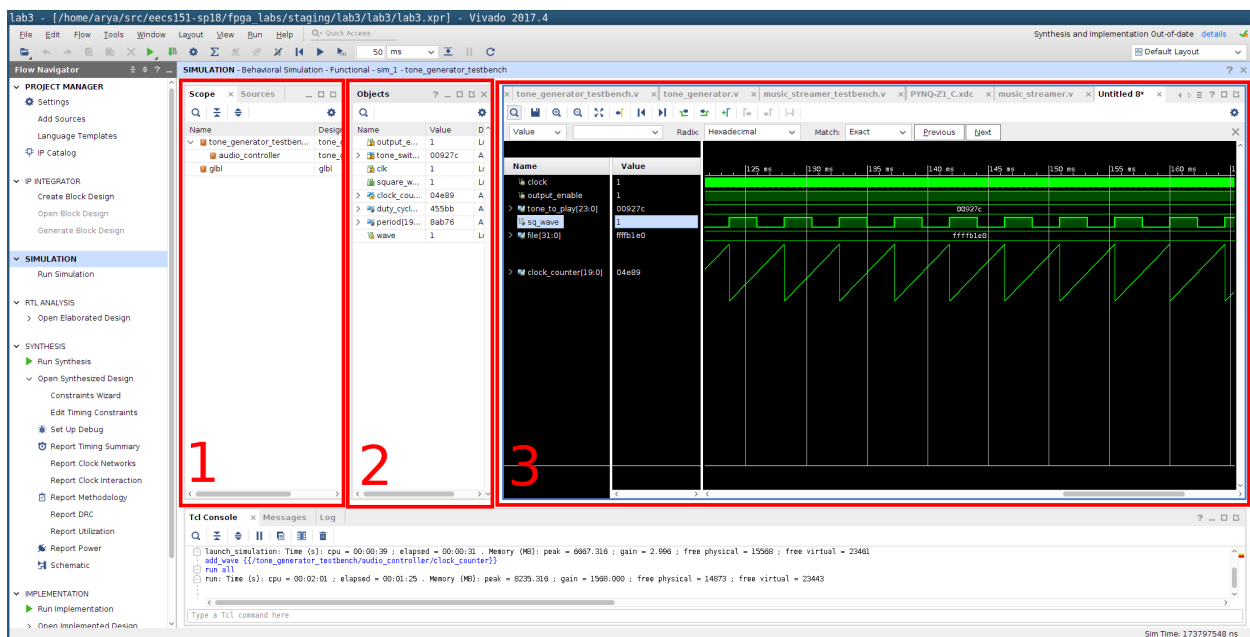 lab3 - [/home/arya/src/eecs151-sp18/fpga_labs/staging/lab3/lab3/lab3.xpr] - Vivado 2017.4
File Edit Flow Tools Window Layout View Run Help Quick Access
Synthesis and Implementation Out-of-date details
50 ms
Default Layout
Flow Navigator
PROJECT MANAGER
Settings
Add Sources
Language Templates
IP Catalog
IP INTEGRATOR
Create Block Design
Open Block Design
Generate Block Design
SIMULATION
Run Simulation
RTL ANALYSIS
Open Elaborated Design
SYNTHESIS
Run Synthesis
Open Synthesized Design
Constraints Wizard
Edit Timing Constraints
Set Up Debug
Report Timing Summary
Report Clock Networks
Report Clock Interaction
Report Methodology
Report DRC
Report Utilization
Report Power
Schematic
IMPLEMENTATION
Run Implementation
Open Implemented Design
SIMULATION - Behavioral Simulation - Functional - sim_1 - tone_generator_testbench
Scope Sources
Name Design
tone_generator_testben... tone_
audio_controller tone_
glbl glbl
1
Objects
Name Value D
output_e... 1
tone_swit... 00927c A
clk 1
square_w... 1
clock_cou... 04e89 A
duty_cycl... 455bb A
period[19... 8ab76 A
wave 1
2
tone_generator_testbench.v tone_generator.v music_streamer_testbench.v PYNQ-Z1_C.xdc music_streamer.v Untitled 8*
Value Radix: Hexadecimal Match: Exact Previous Next
Name Value
125 ms 130 ms 135 ms 140 ms 145 ms 150 ms 155 ms 160 ms
clock 1
output_enable 1
tone_to_play[23:0] 00927c 00927c
sq_wave 1
file[31:0] ffffb1e0 ffffb1e0
clock_counter[19:0] 04e89
3
Tcl Console Messages Log
launch_simulation: Time (s): cpu = 00:00:39 ; elapsed = 00:00:31 . Memory (MB): peak = 6667.316 ; gain = 2.996 ; free physical = 15568 ; free virtual = 23461
add_wave {{/tone_generator_testbench/audio_controller/clock_counter}}
run all
run: Time (s): cpu = 00:02:01 ; elapsed = 00:01:25 . Memory (MB): peak = 8235.316 ; gain = 1568.000 ; free physical = 14873 ; free virtual = 23443
Type a Tcl command here
Sim Time: 173797548 ns